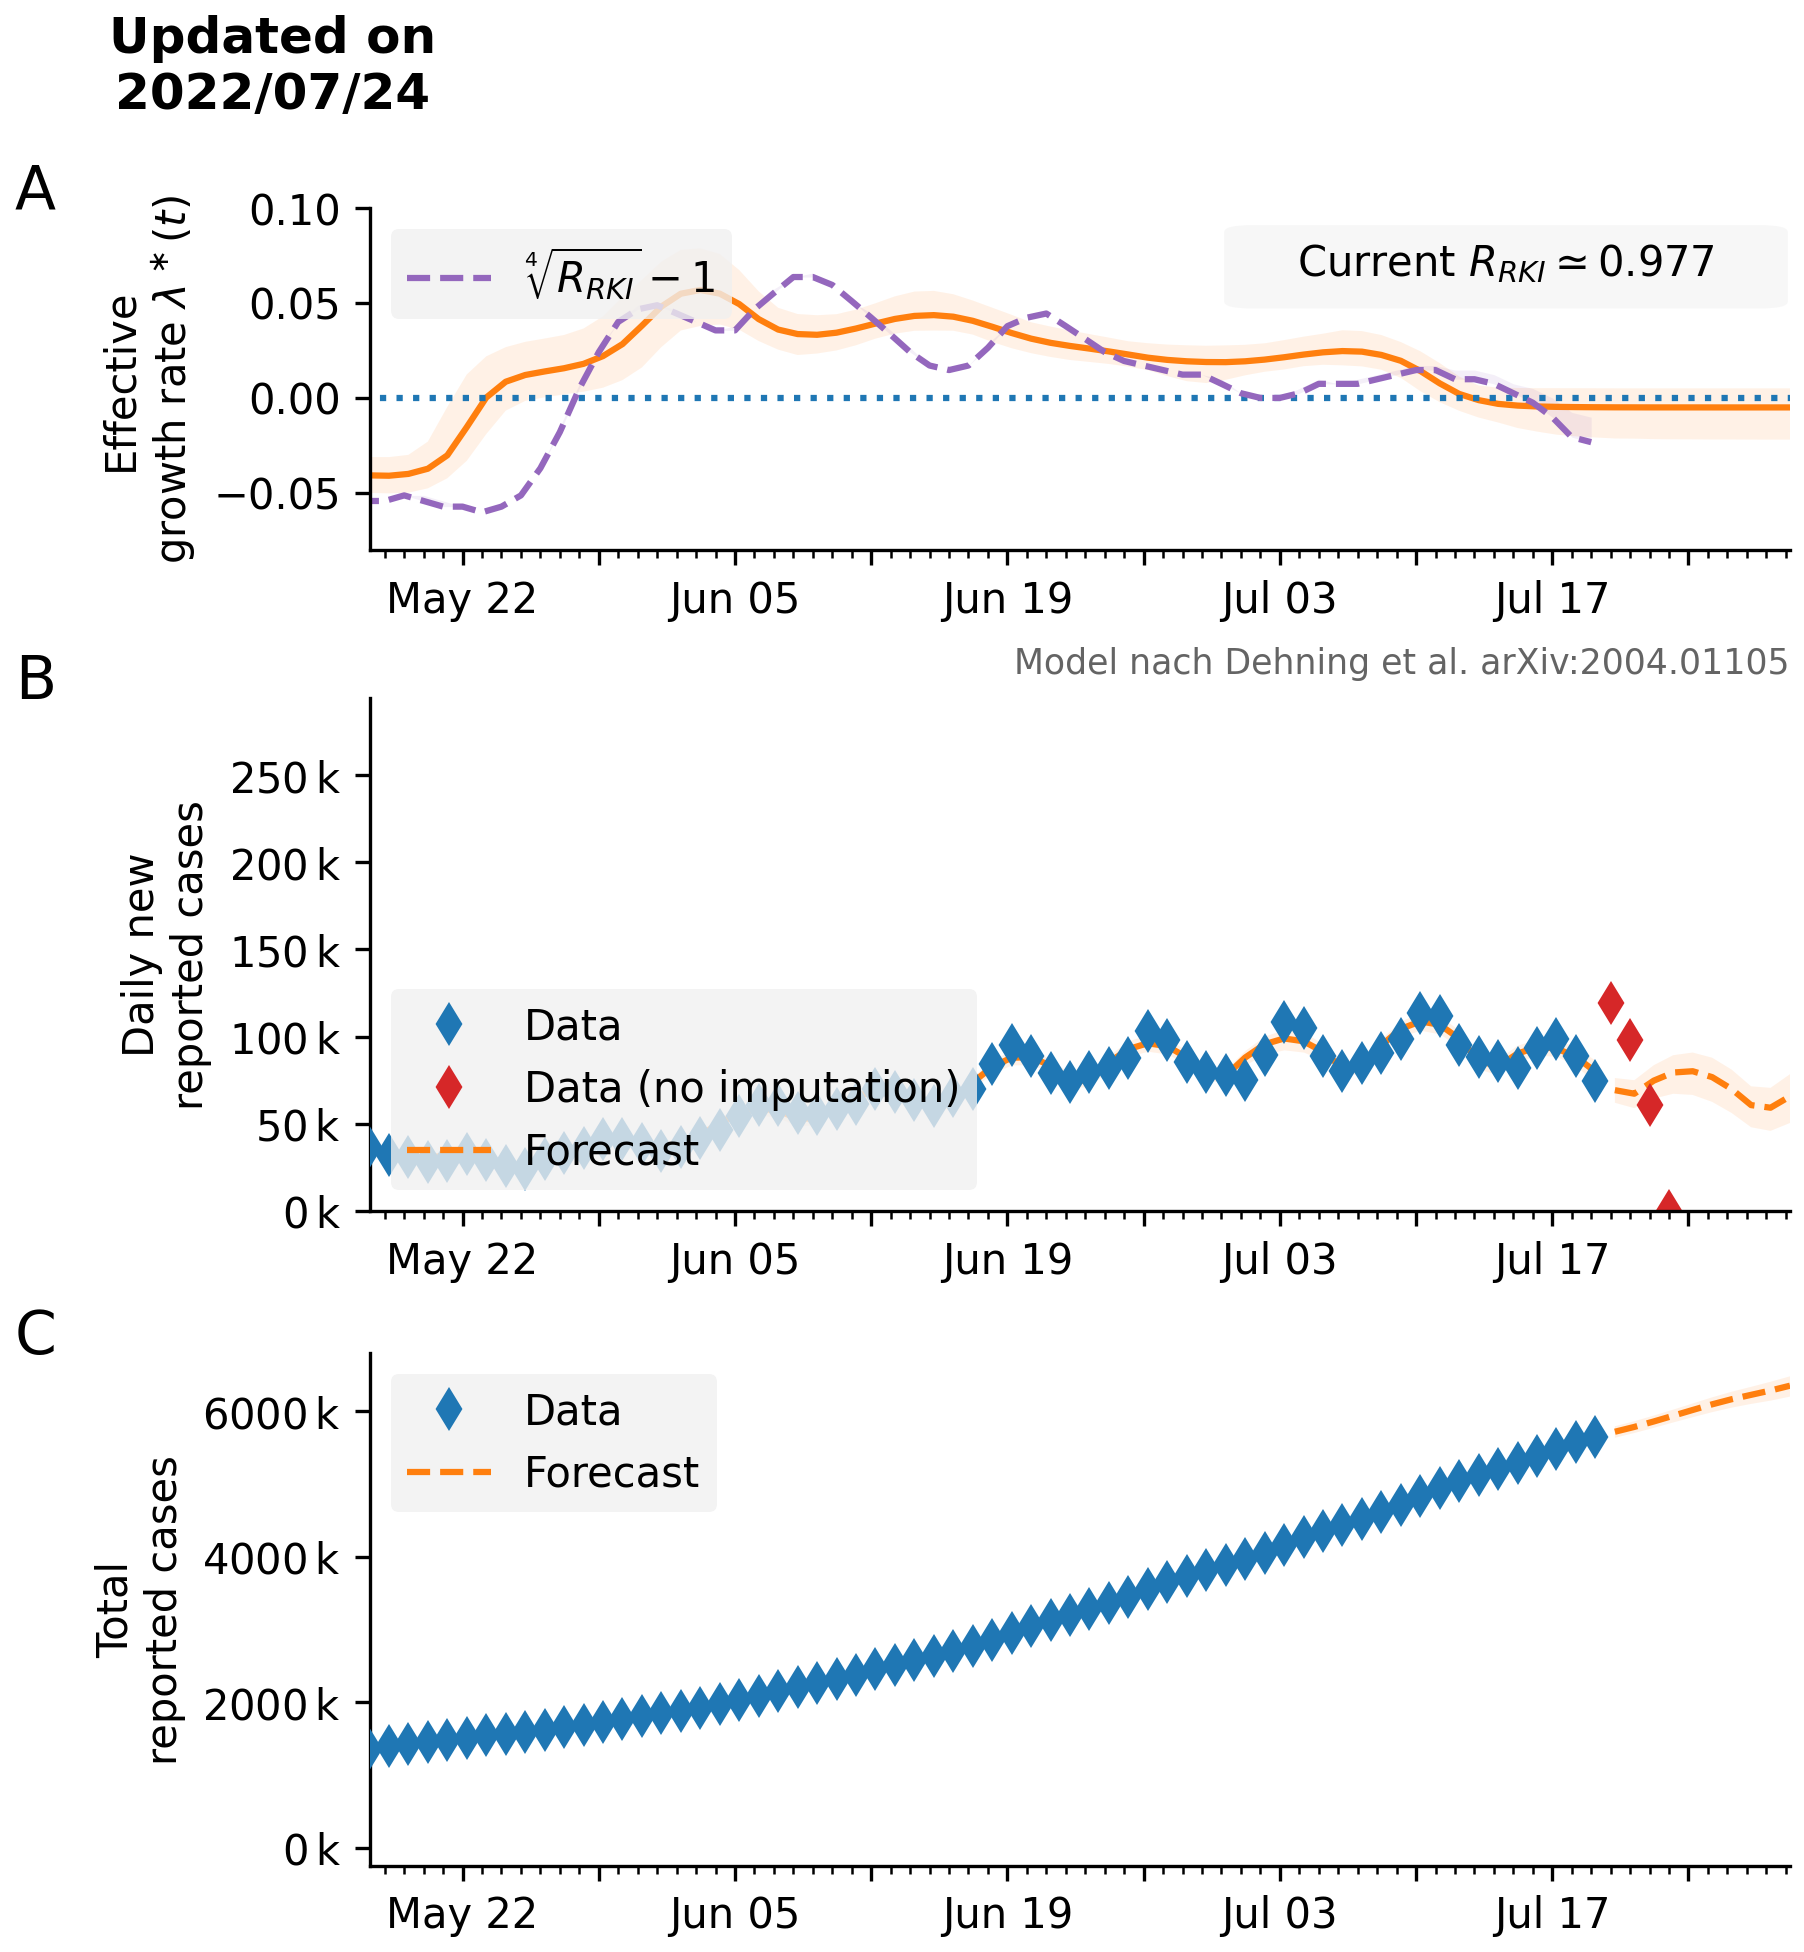 Updated on
2022/07/24
A
Effective
growth rate λ * (t)
0.10
0.05
0.00
−0.05
∜R_RKI − 1
Current R_RKI ≃ 0.977
May 22
Jun 05
Jun 19
Jul 03
Jul 17
Model nach Dehning et al. arXiv:2004.01105
B
Daily new
reported cases
250 k
200 k
150 k
100 k
50 k
0 k
Data
Data (no imputation)
Forecast
May 22
Jun 05
Jun 19
Jul 03
Jul 17
C
Total
reported cases
6000 k
4000 k
2000 k
0 k
Data
Forecast
May 22
Jun 05
Jun 19
Jul 03
Jul 17